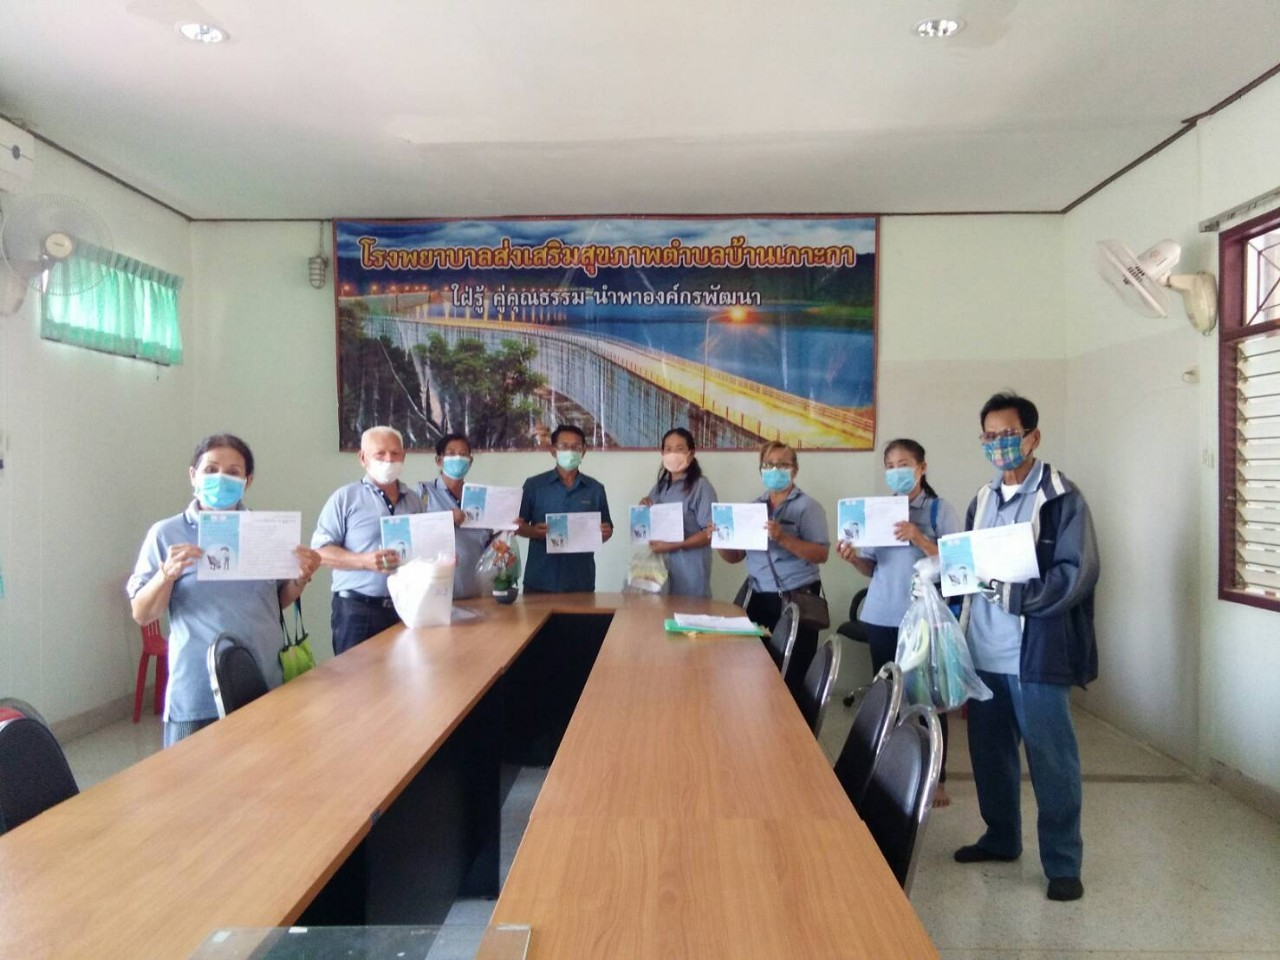 โรงพยาบาลส่งเสริมสุขภาพตำบลบ้านเกาะกา
ใฝ่รู้ คู่คุณธรรม นำพาองค์กรพัฒนา